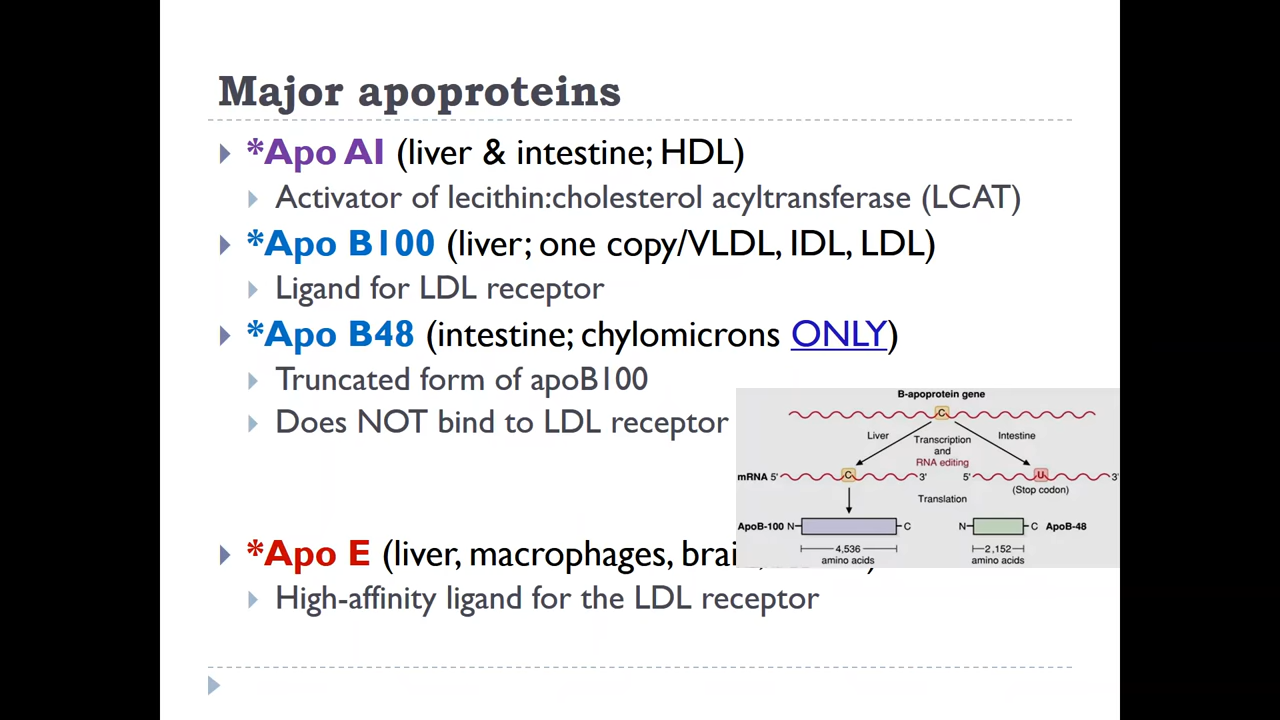 Major apoproteins
*Apo AI (liver & intestine; HDL)
Activator of lecithin:cholesterol acyltransferase (LCAT)
*Apo B100 (liver; one copy/VLDL, IDL, LDL)
Ligand for LDL receptor
*Apo B48 (intestine; chylomicrons ONLY)
Truncated form of apoB100
Does NOT bind to LDL receptor
B-apoprotein gene
C
Liver
Transcription
and
RNA editing
Intestine
mRNA 5' C 3'
5' U 3'
(Stop codon)
Translation
ApoB-100 N C
N C ApoB-48
4,536
amino acids
2,152
amino acids
*Apo E (liver, macrophages,
High-affinity ligand for the LDL receptor